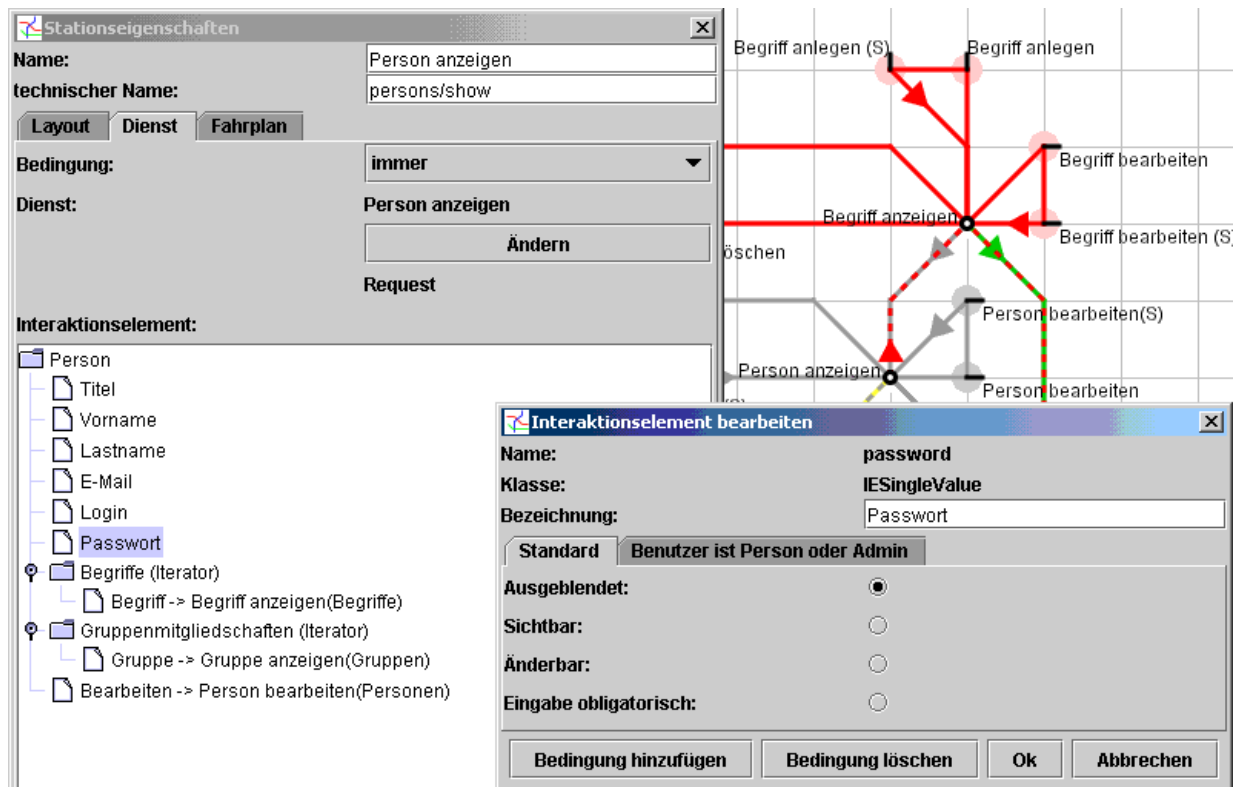 Stationseigenschaften
Name:
Person anzeigen
technischer Name:
persons/show
Layout Dienst Fahrplan
Bedingung:
immer
Dienst:
Person anzeigen
Ändern
Request
Interaktionselement:
Person
Titel
Vorname
Lastname
E-Mail
Login
Passwort
Begriffe (Iterator)
Begriff -> Begriff anzeigen(Begriffe)
Gruppenmitgliedschaften (Iterator)
Gruppe -> Gruppe anzeigen(Gruppen)
Bearbeiten -> Person bearbeiten(Personen)
Begriff anlegen (S)
Begriff anlegen
Begriff bearbeiten
Begriff anzeigen
Begriff bearbeiten (S)
öschen
Person bearbeiten(S)
Person anzeigen
Person bearbeiten
Interaktionselement bearbeiten
Name:
password
Klasse:
IESingleValue
Bezeichnung:
Passwort
Standard Benutzer ist Person oder Admin
Ausgeblendet:
Sichtbar:
Änderbar:
Eingabe obligatorisch:
Bedingung hinzufügen Bedingung löschen Ok Abbrechen